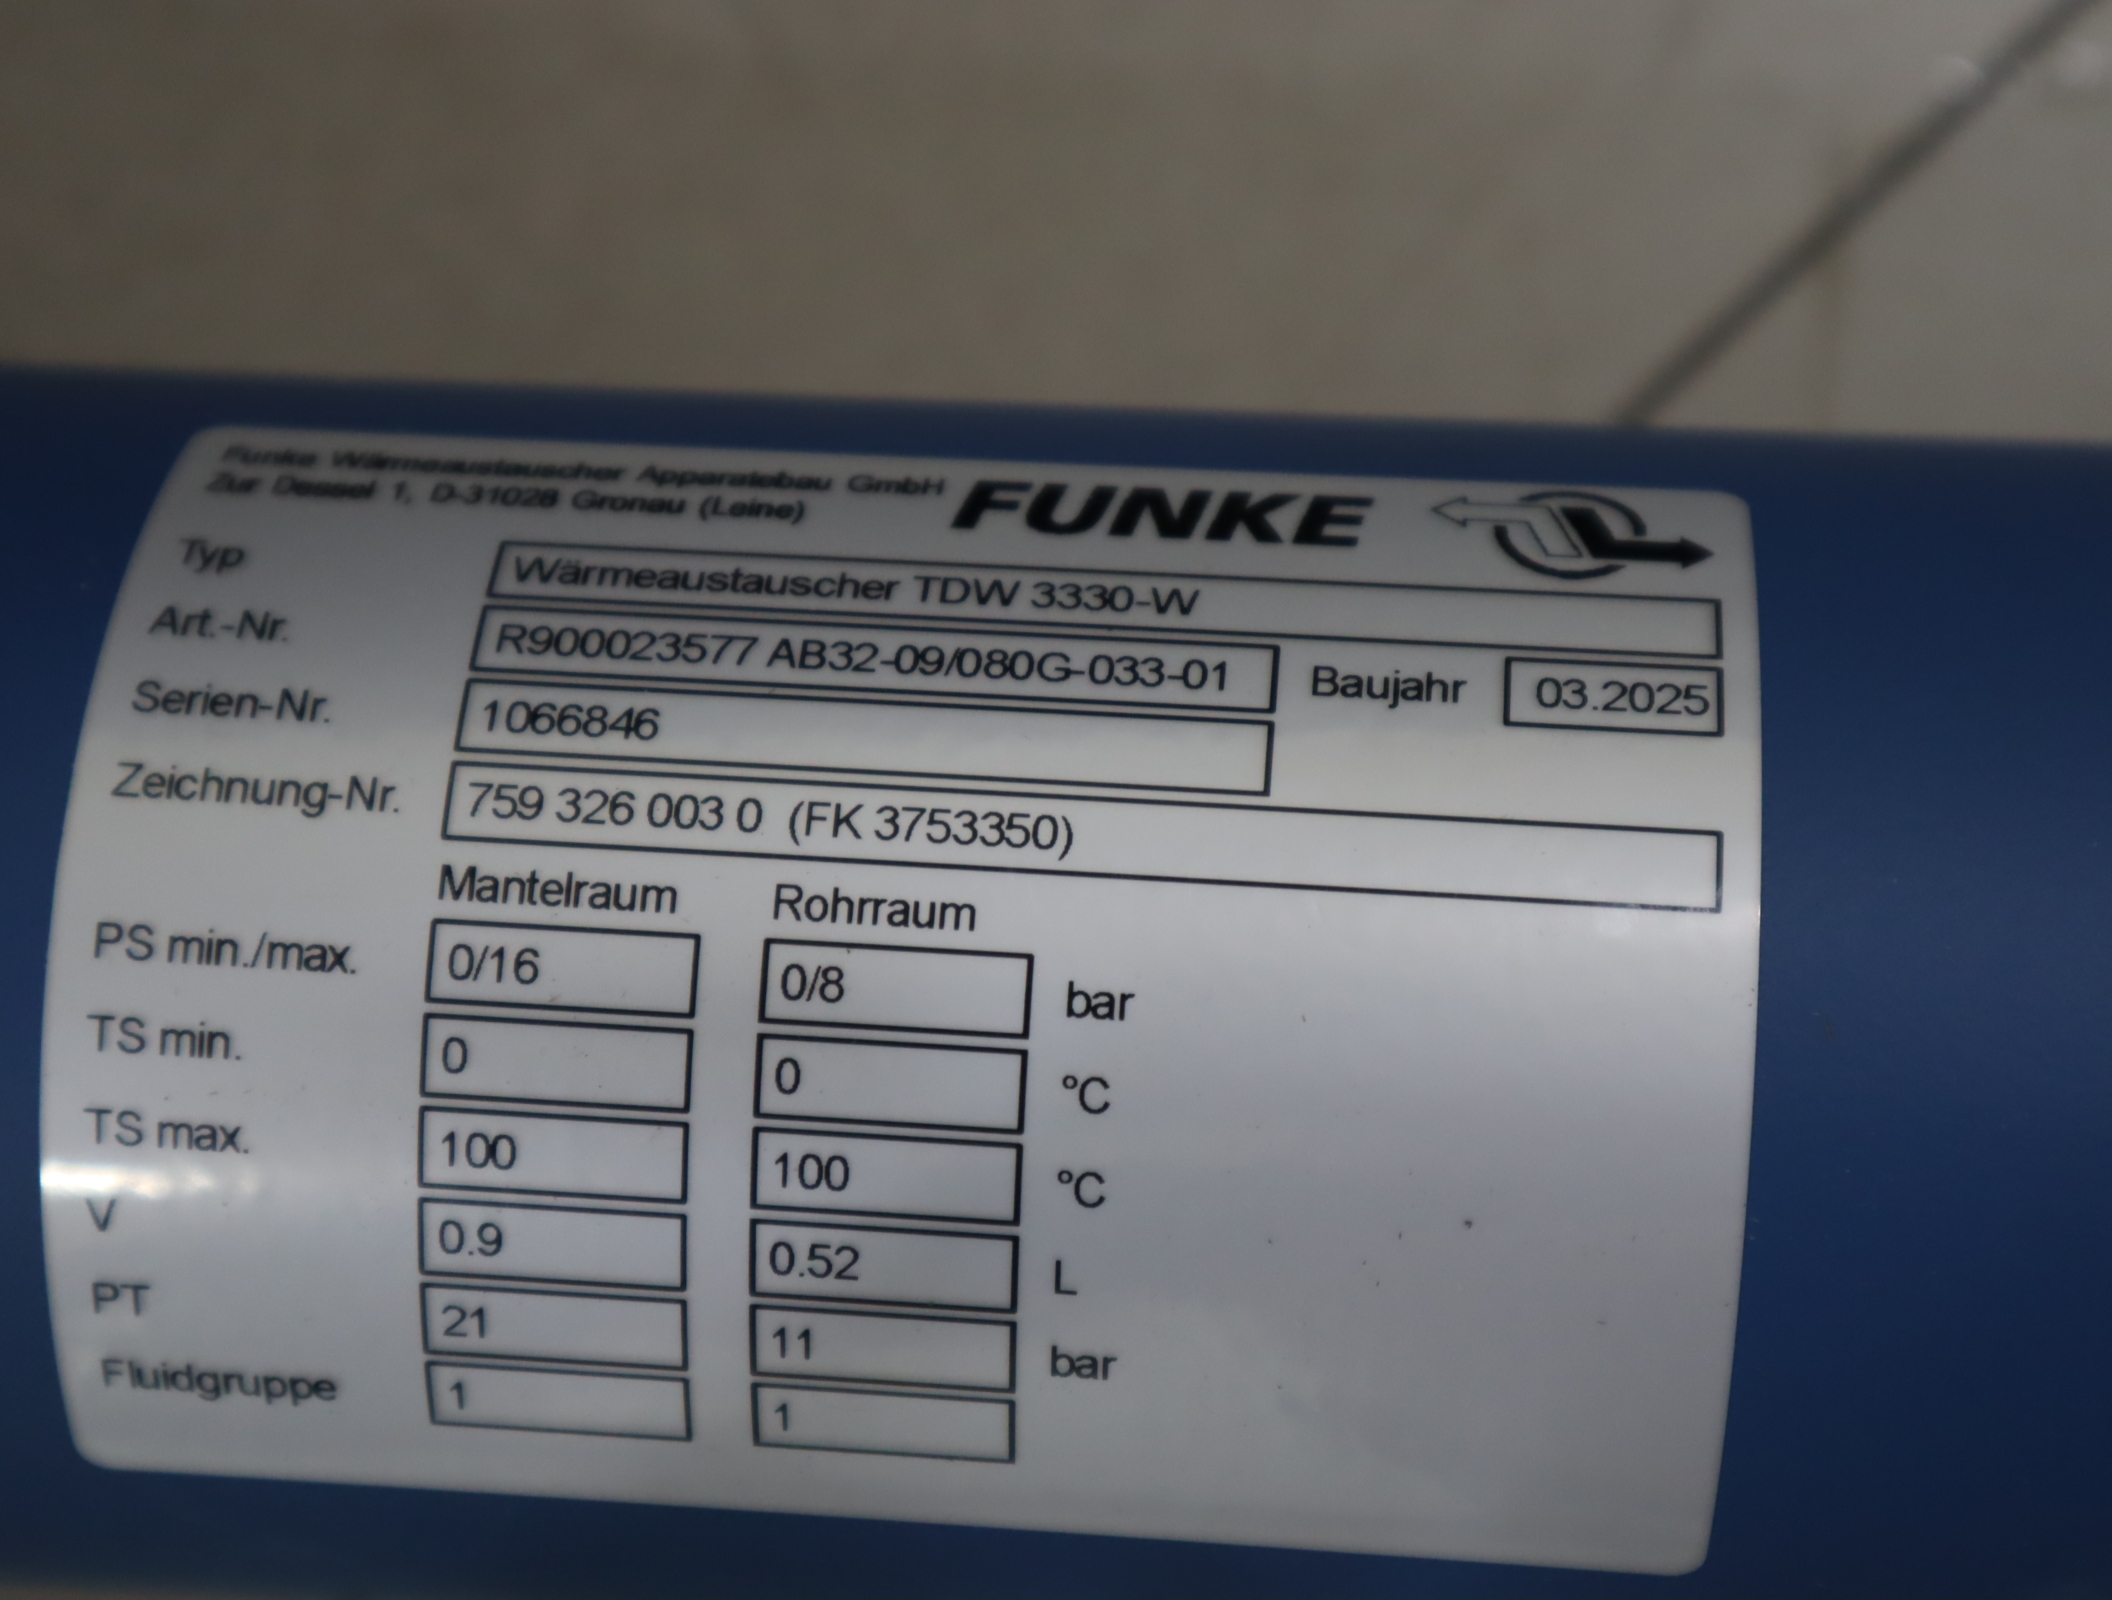 Funke Wärmeaustauscher Apparatebau GmbH
Zur Dessel 1, D-31028 Gronau (Leine)
FUNKE
Typ Wärmeaustauscher TDW 3330-W
Art.-Nr. R900023577 AB32-09/080G-033-01 Baujahr 03.2025
Serien-Nr. 1066846
Zeichnung-Nr. 759 326 003 0 (FK 3753350)
Mantelraum Rohrraum
PS min./max. 0/16 0/8 bar
TS min. 0 0 °C
TS max. 100 100 °C
V 0.9 0.52 L
PT 21 11 bar
Fluidgruppe 1 1